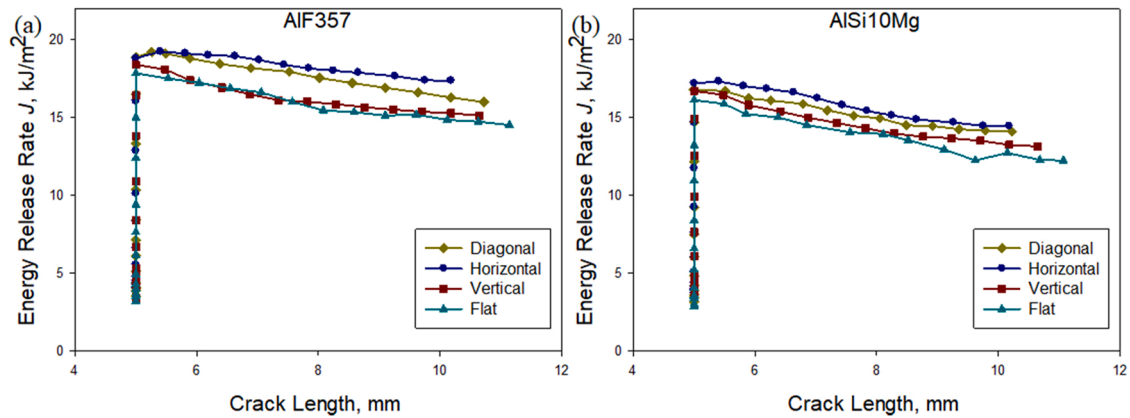 (a)
AlF357
Energy Release Rate J, kJ/m²
20
15
10
5
0
4
6
8
10
12
Crack Length, mm
Diagonal
Horizontal
Vertical
Flat
(b)
AlSi10Mg
Energy Release Rate J, kJ/m²
20
15
10
5
0
4
6
8
10
12
Crack Length, mm
Diagonal
Horizontal
Vertical
Flat